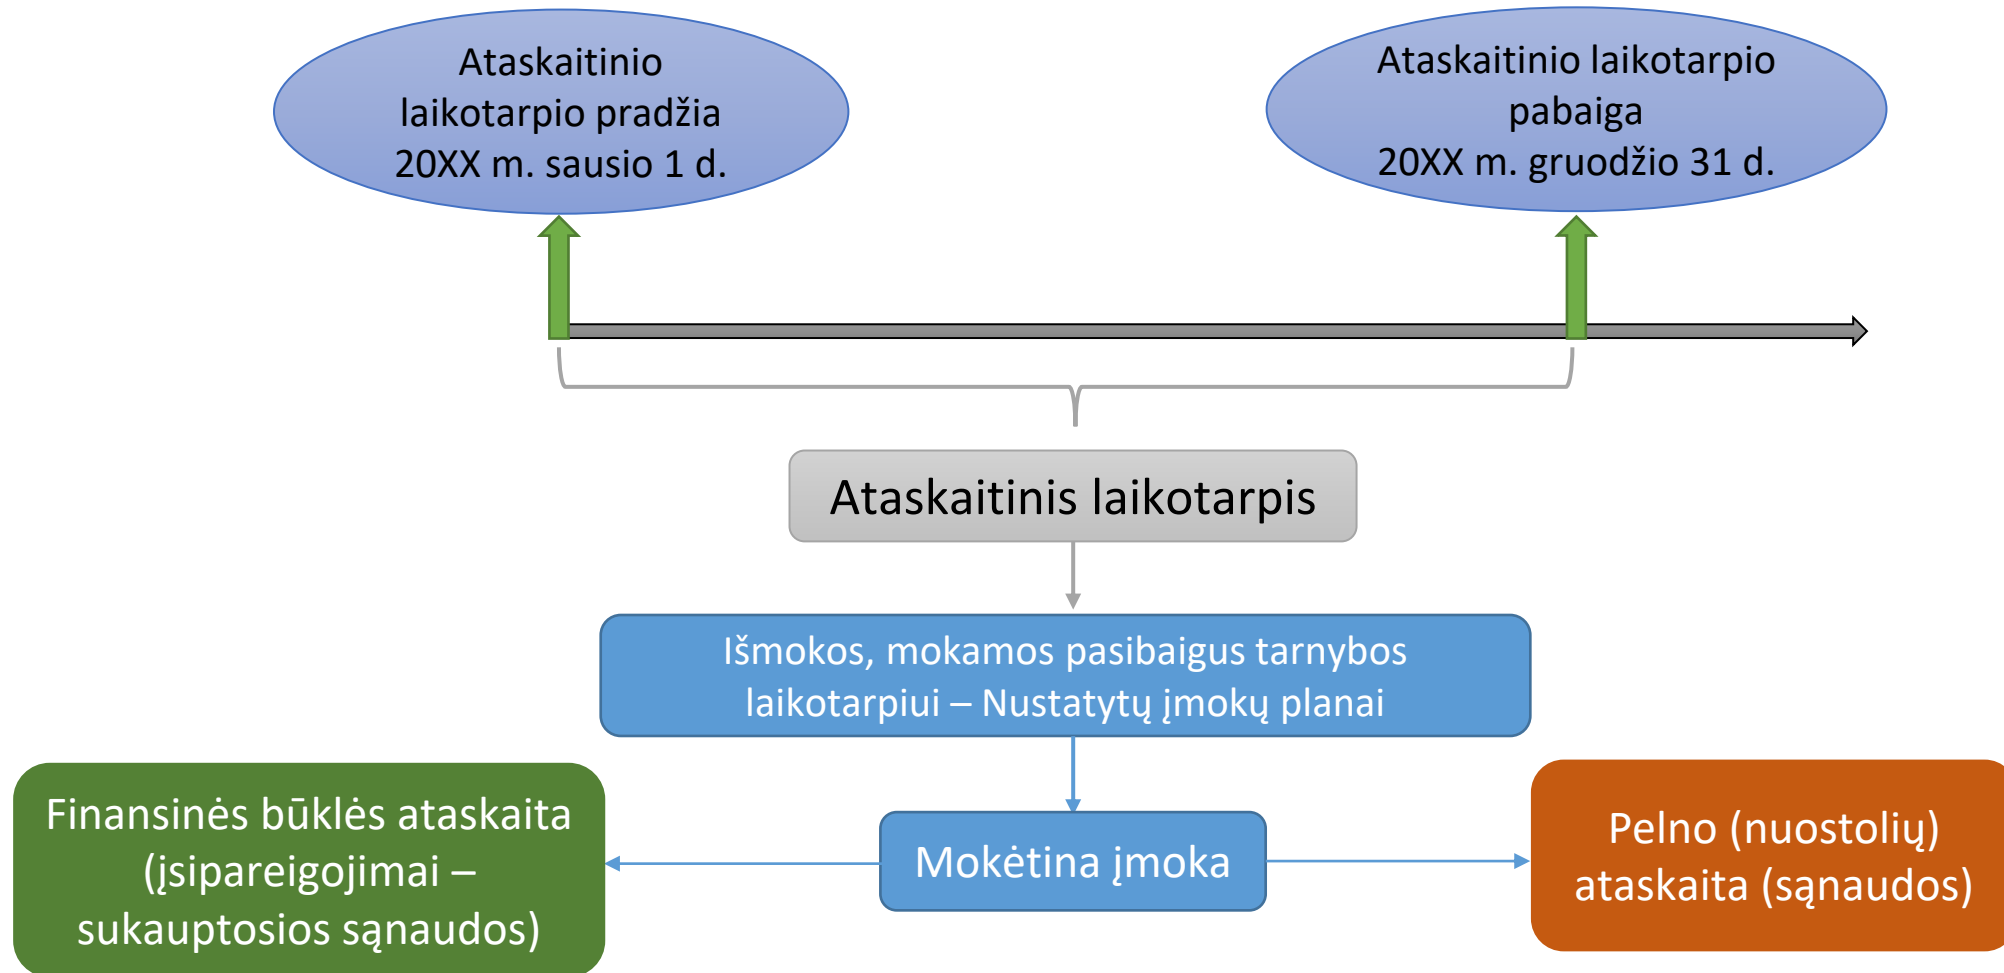 Ataskaitinio
laikotarpio pradžia
20XX m. sausio 1 d.
Ataskaitinio laikotarpio
pabaiga
20XX m. gruodžio 31 d.
Ataskaitinis laikotarpis
Išmokos, mokamos pasibaigus tarnybos
laikotarpiui – Nustatytų įmokų planai
Finansinės būklės ataskaita
(įsipareigojimai –
sukauptosios sąnaudos)
Mokėtina įmoka
Pelno (nuostolių)
ataskaita (sąnaudos)